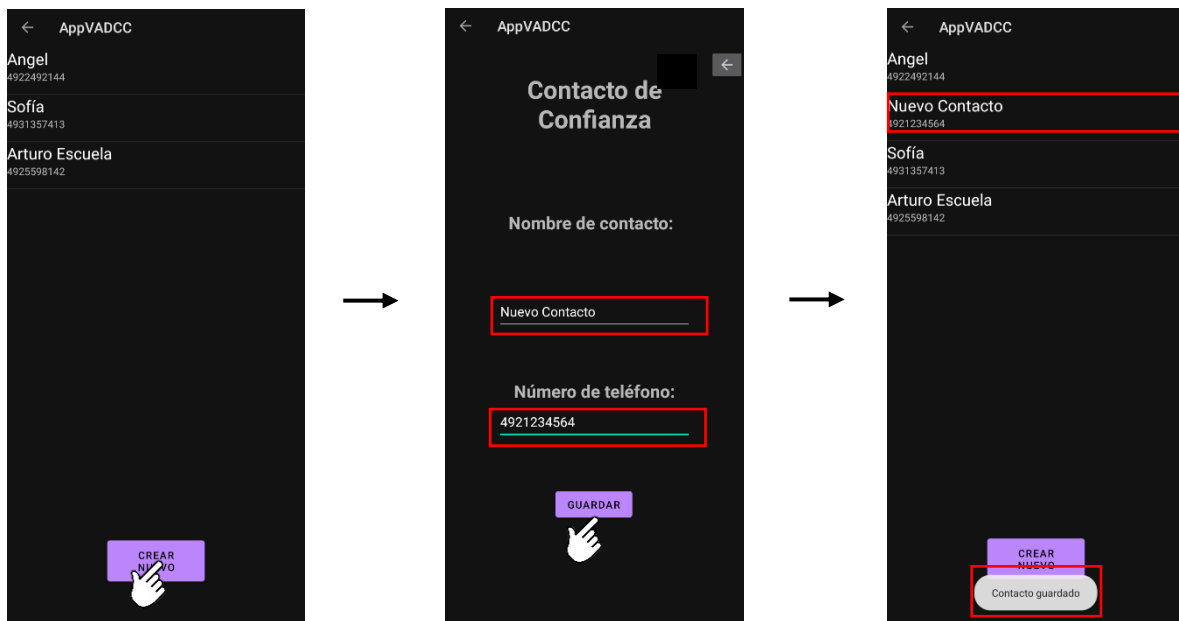 AppVADCC
Angel
4922492144
Sofía
4931357413
Arturo Escuela
4925598142
CREAR
NUEVO
AppVADCC
Contacto de
Confianza
Nombre de contacto:
Nuevo Contacto
Número de teléfono:
4921234564
GUARDAR
AppVADCC
Angel
4922492144
Nuevo Contacto
4921234564
Sofía
4931357413
Arturo Escuela
4925598142
CREAR
NUEVO
Contacto guardado